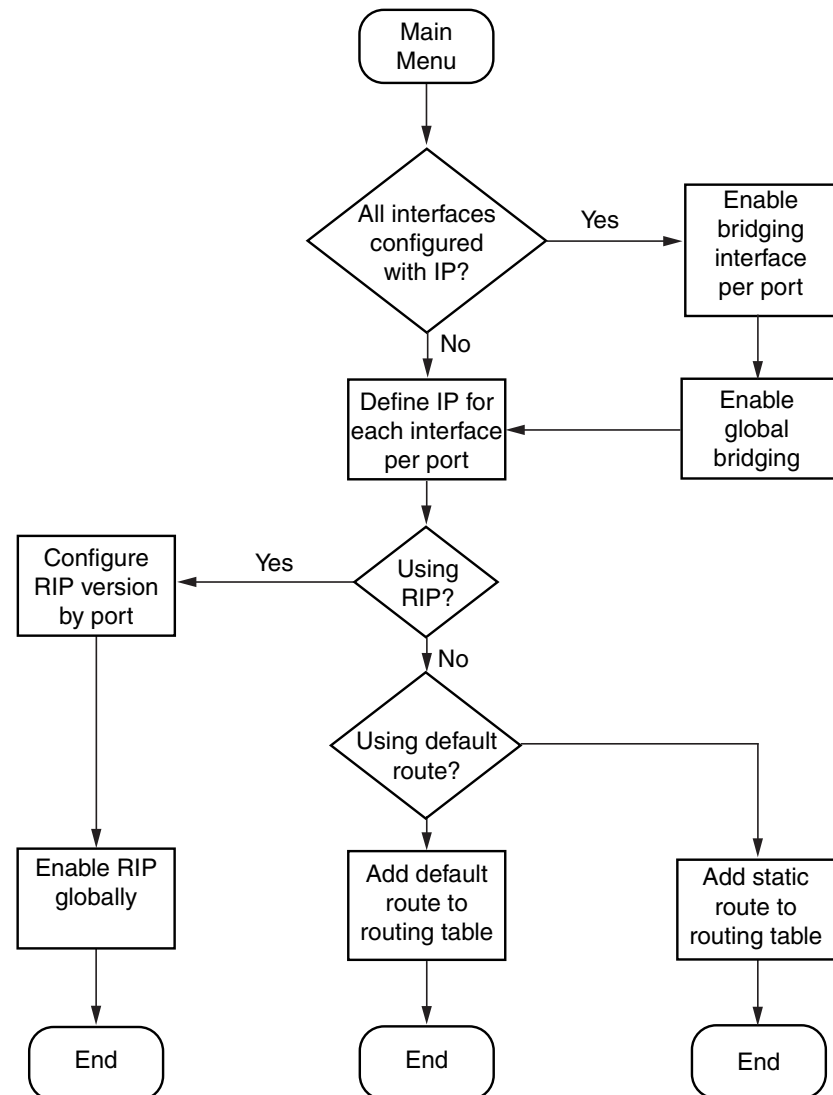 Main
Menu
All interfaces
configured
with IP?
Yes
Enable
bridging
interface
per port
No
Define IP for
each interface
per port
Enable
global
bridging
Configure
RIP version
by port
Yes
Using
RIP?
No
Using default
route?
Enable RIP
globally
Add default
route to
routing table
Add static
route to
routing table
End
End
End